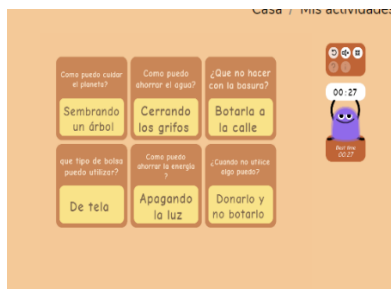 Casa / Mis actividades
Como puedo cuidar
el planeta?
Sembrando
un árbol
Como puedo
ahorrar el agua?
Cerrando
los grifos
¿Que no hacer
con la basura?
Botarla a
la calle
que tipo de bolsa
puedo utilizar?
De tela
Como puedo
ahorrar la energía
?
Apagando
la luz
¿Cuando no utilice
algo puedo?
Donarlo y
no botarlo
00:27
Best time
00:27